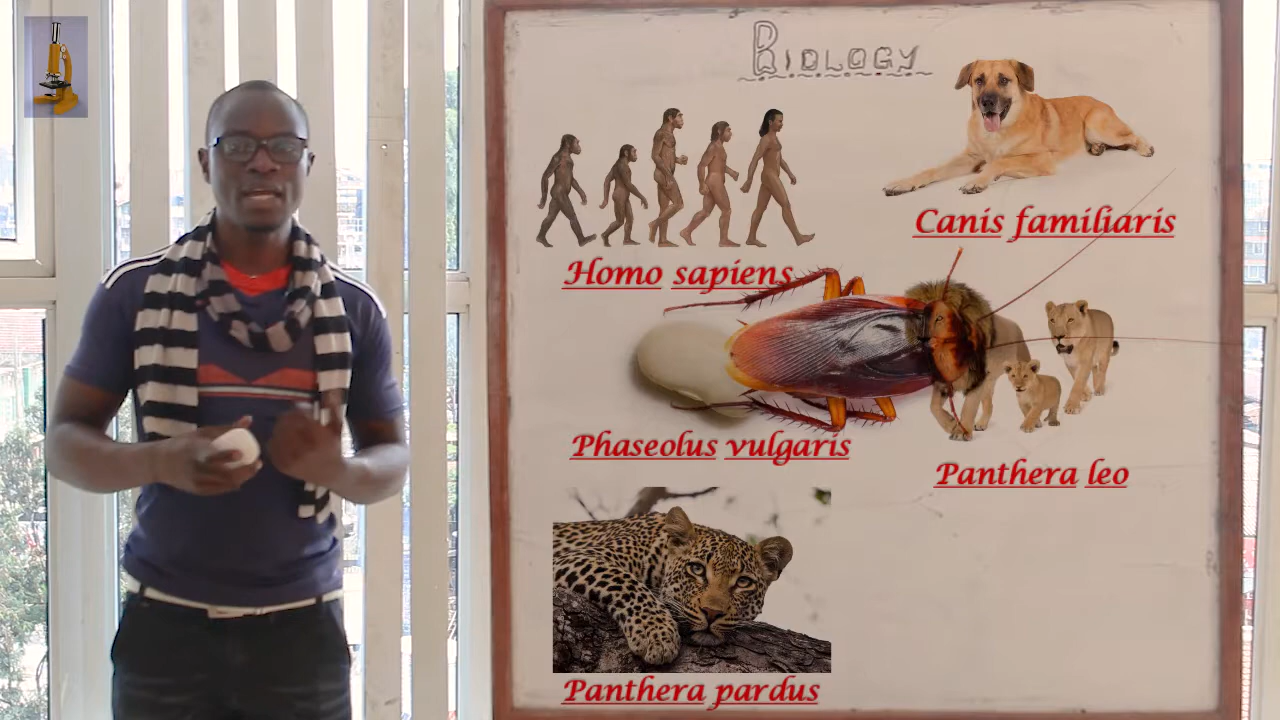 BIOLOGY
Canis familiaris
Homo sapiens
Phaseolus vulgaris
Panthera leo
Panthera pardus